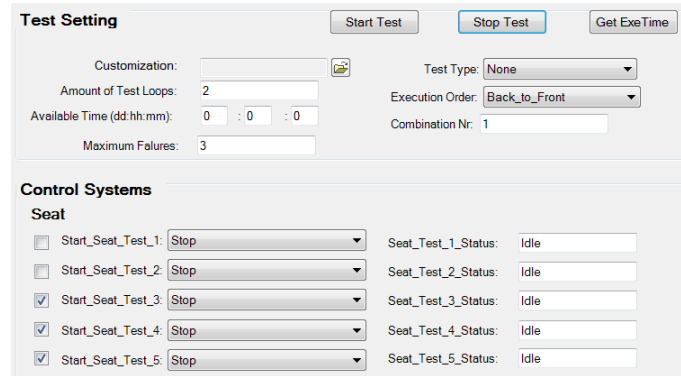 Test Setting Start Test Stop Test Get ExeTime
Customization: Test Type: None
Amount of Test Loops: 2 Execution Order: Back_to_Front
Available Time (dd:hh:mm): 0 : 0 : 0 Combination Nr: 1
Maximum Falures: 3
Control Systems
Seat
Start_Seat_Test_1: Stop Seat_Test_1_Status: Idle
Start_Seat_Test_2: Stop Seat_Test_2_Status: Idle
Start_Seat_Test_3: Stop Seat_Test_3_Status: Idle
Start_Seat_Test_4: Stop Seat_Test_4_Status: Idle
Start_Seat_Test_5: Stop Seat_Test_5_Status: Idle